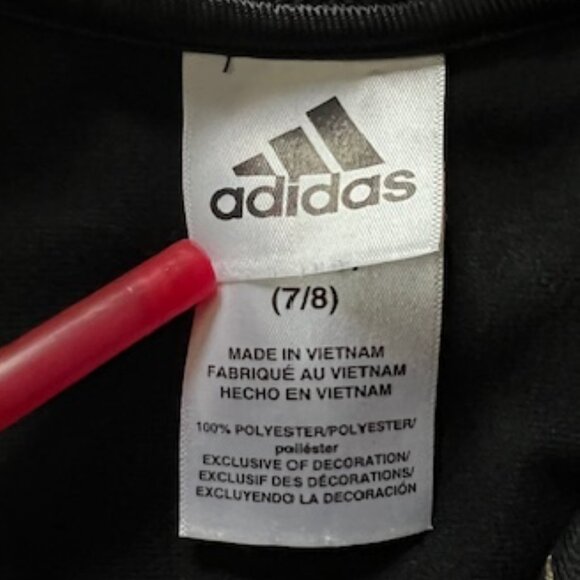 adidas
(7/8)
MADE IN VIETNAM
FABRIQUÉ AU VIETNAM
HECHO EN VIETNAM
100% POLYESTER/POLYESTER/
poliéster
EXCLUSIVE OF DECORATION/
EXCLUSIF DES DÉCORATIONS/
EXCLUYENDO LA DECORACIÓN